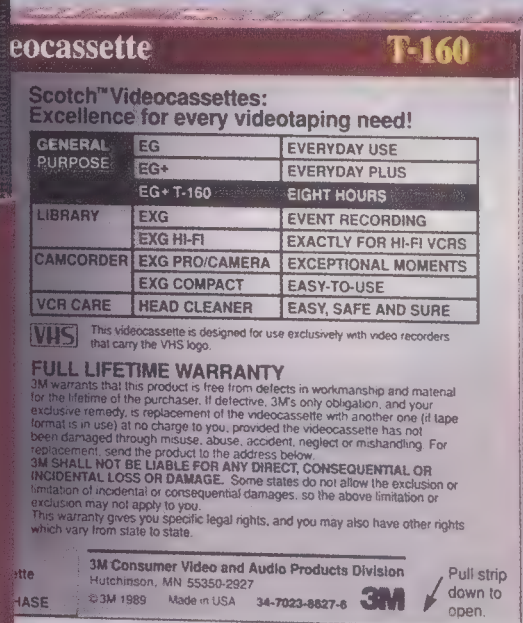 eocassette T-160
Scotch™ Videocassettes:
Excellence for every videotaping need!
GENERAL PURPOSE EG EVERYDAY USE
EG+ EVERYDAY PLUS
EG+ T-160 EIGHT HOURS
LIBRARY EXG EVENT RECORDING
EXG HI-FI EXACTLY FOR HI-FI VCRS
CAMCORDER EXG PRO/CAMERA EXCEPTIONAL MOMENTS
EXG COMPACT EASY-TO-USE
VCR CARE HEAD CLEANER EASY, SAFE AND SURE
VHS This videocassette is designed for use exclusively with video recorders
that carry the VHS logo.
FULL LIFETIME WARRANTY
3M warrants that this product is free from defects in workmanship and material
for the lifetime of the purchaser. If defective, 3M's only obligation, and your
exclusive remedy, is replacement of the videocassette with another one (if tape
format is in use) at no charge to you, provided the videocassette has not
been damaged through misuse, abuse, accident, neglect or mishandling. For
replacement, send the product to the address below.
3M SHALL NOT BE LIABLE FOR ANY DIRECT, CONSEQUENTIAL OR
INCIDENTAL LOSS OR DAMAGE. Some states do not allow the exclusion or
limitation of incidental or consequential damages, so the above limitation or
exclusion may not apply to you.
This warranty gives you specific legal rights, and you may also have other rights
which vary from state to state.
ette
HASE
3M Consumer Video and Audio Products Division
Hutchinson, MN 55350-2927
©3M 1989 Made in USA 34-7023-8827-6 3M
Pull strip
down to
open.